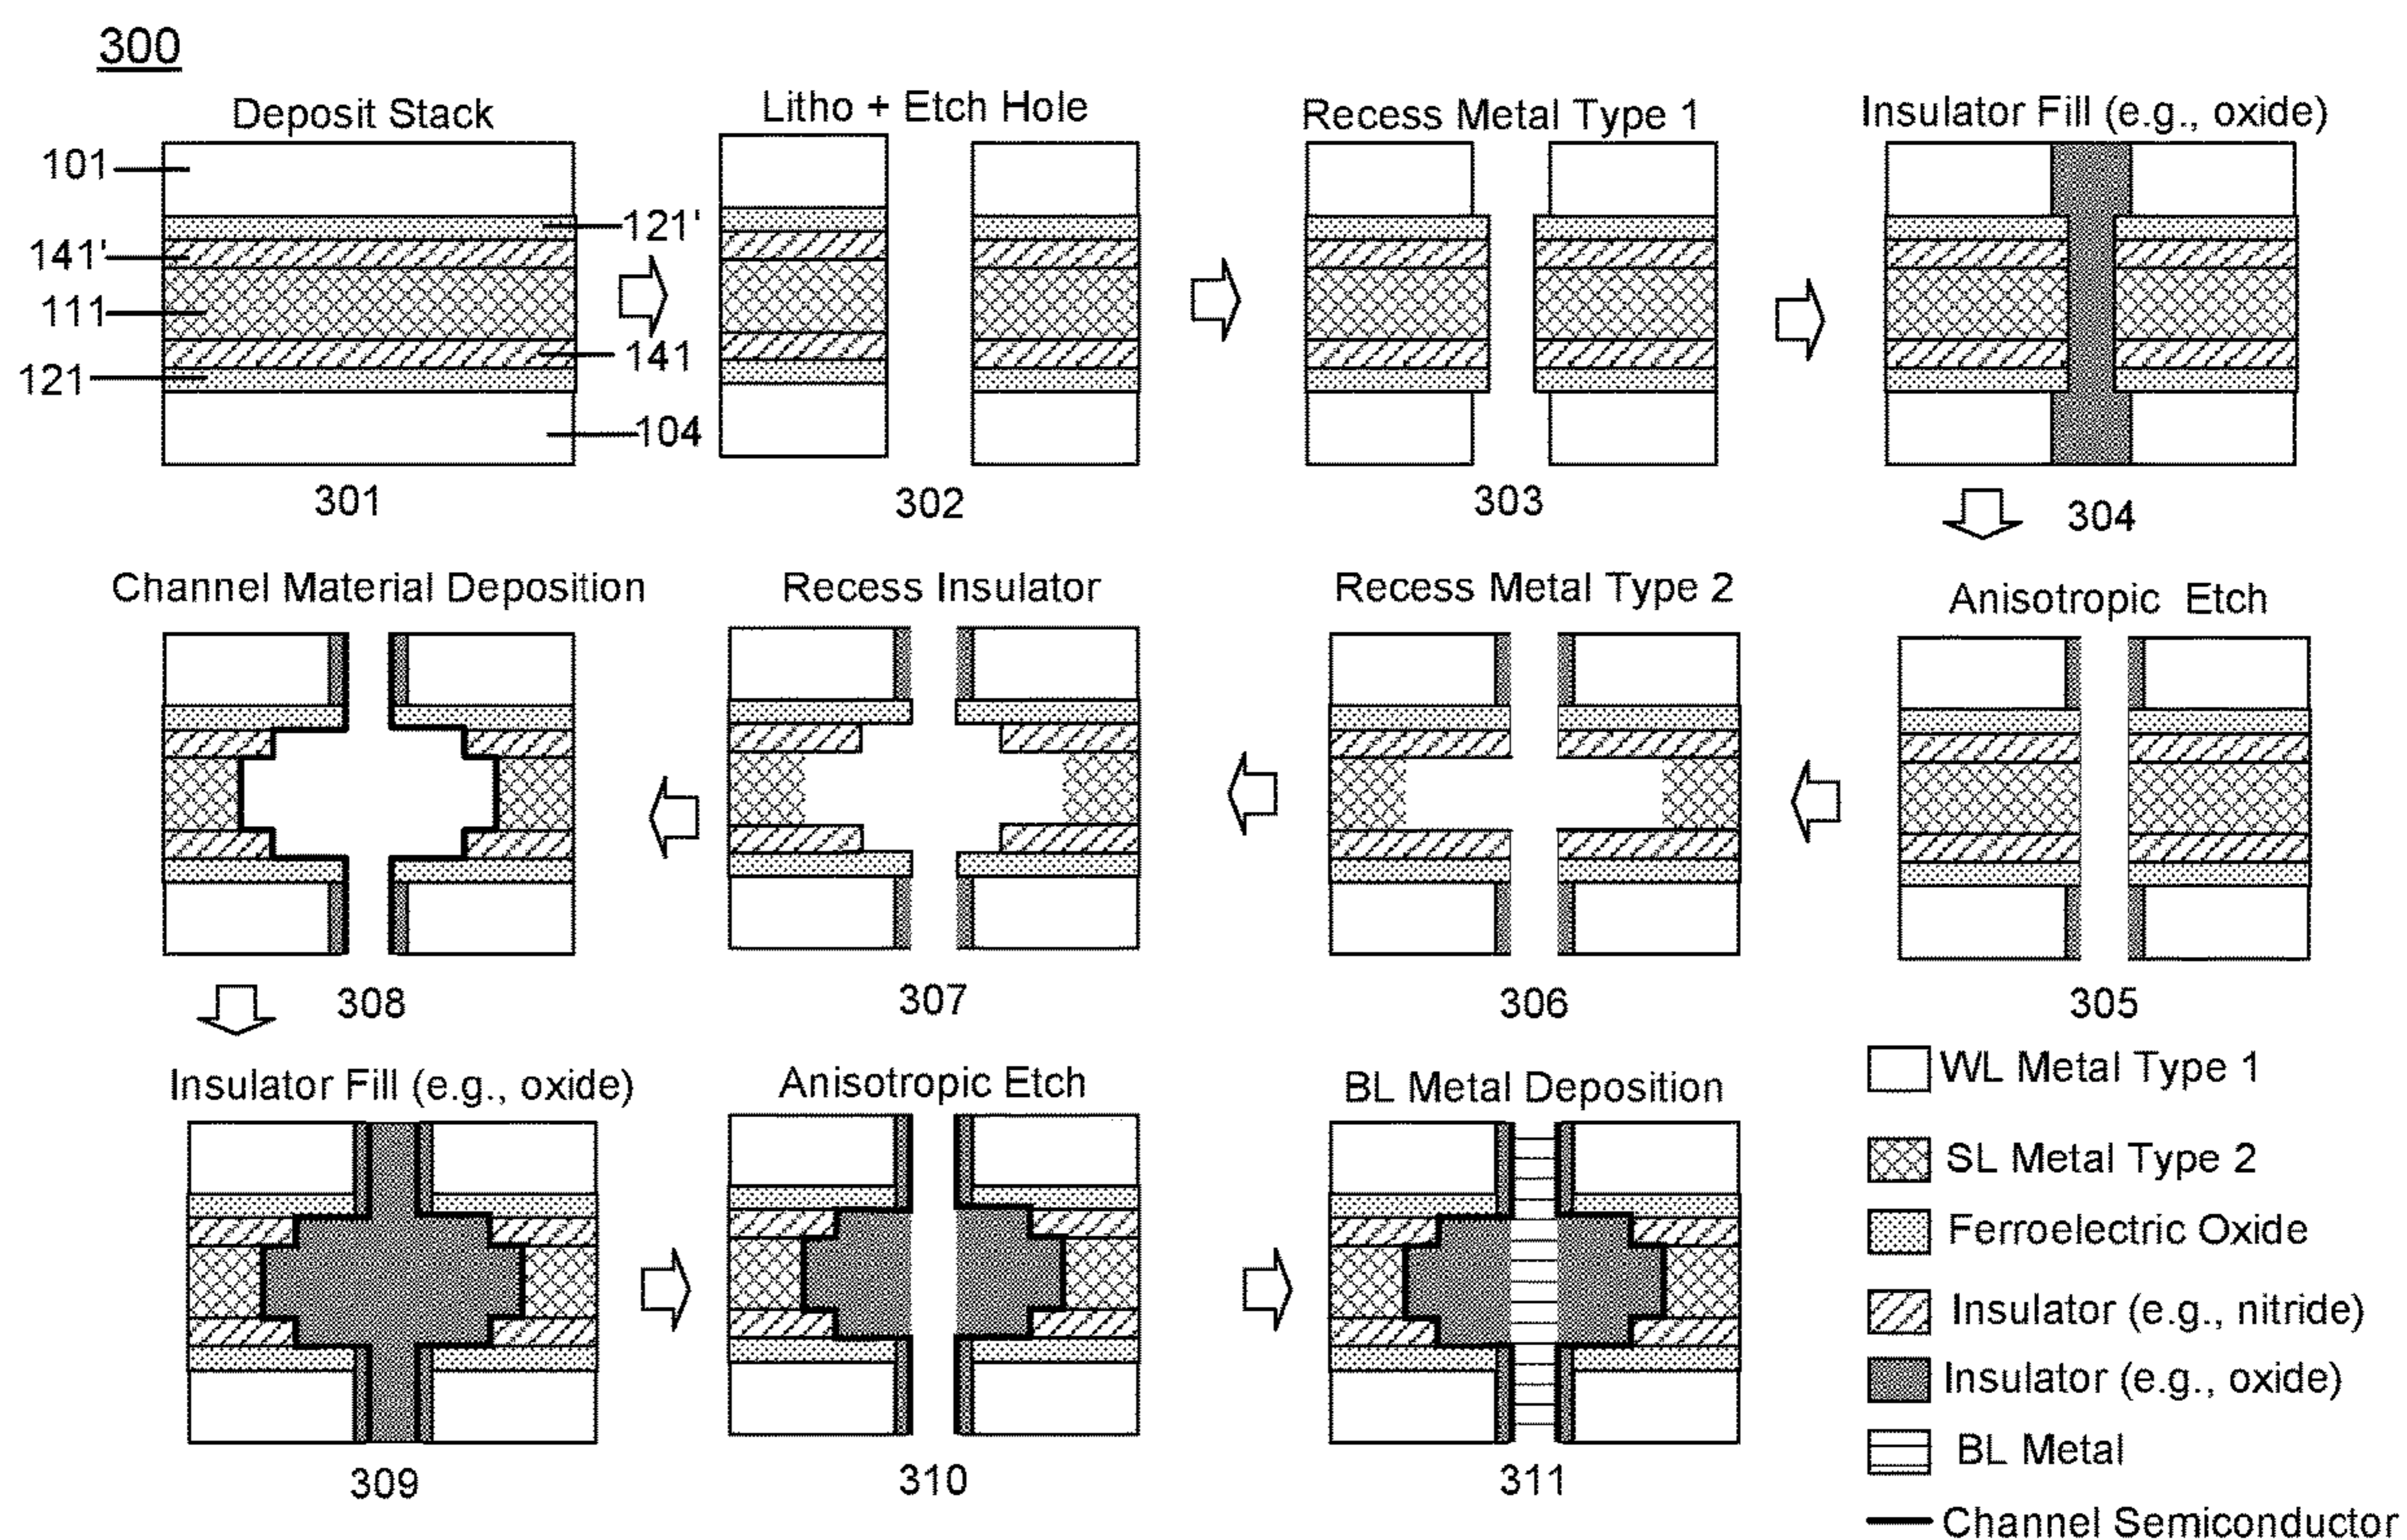 300
Deposit Stack
Litho + Etch Hole
Recess Metal Type 1
Insulator Fill (e.g., oxide)
101
121'
141'
111
141
121
104
301
302
303
304
Channel Material Deposition
Recess Insulator
Recess Metal Type 2
Anisotropic Etch
308
307
306
305
Insulator Fill (e.g., oxide)
Anisotropic Etch
BL Metal Deposition
309
310
311
WL Metal Type 1
SL Metal Type 2
Ferroelectric Oxide
Insulator (e.g., nitride)
Insulator (e.g., oxide)
BL Metal
Channel Semiconductor